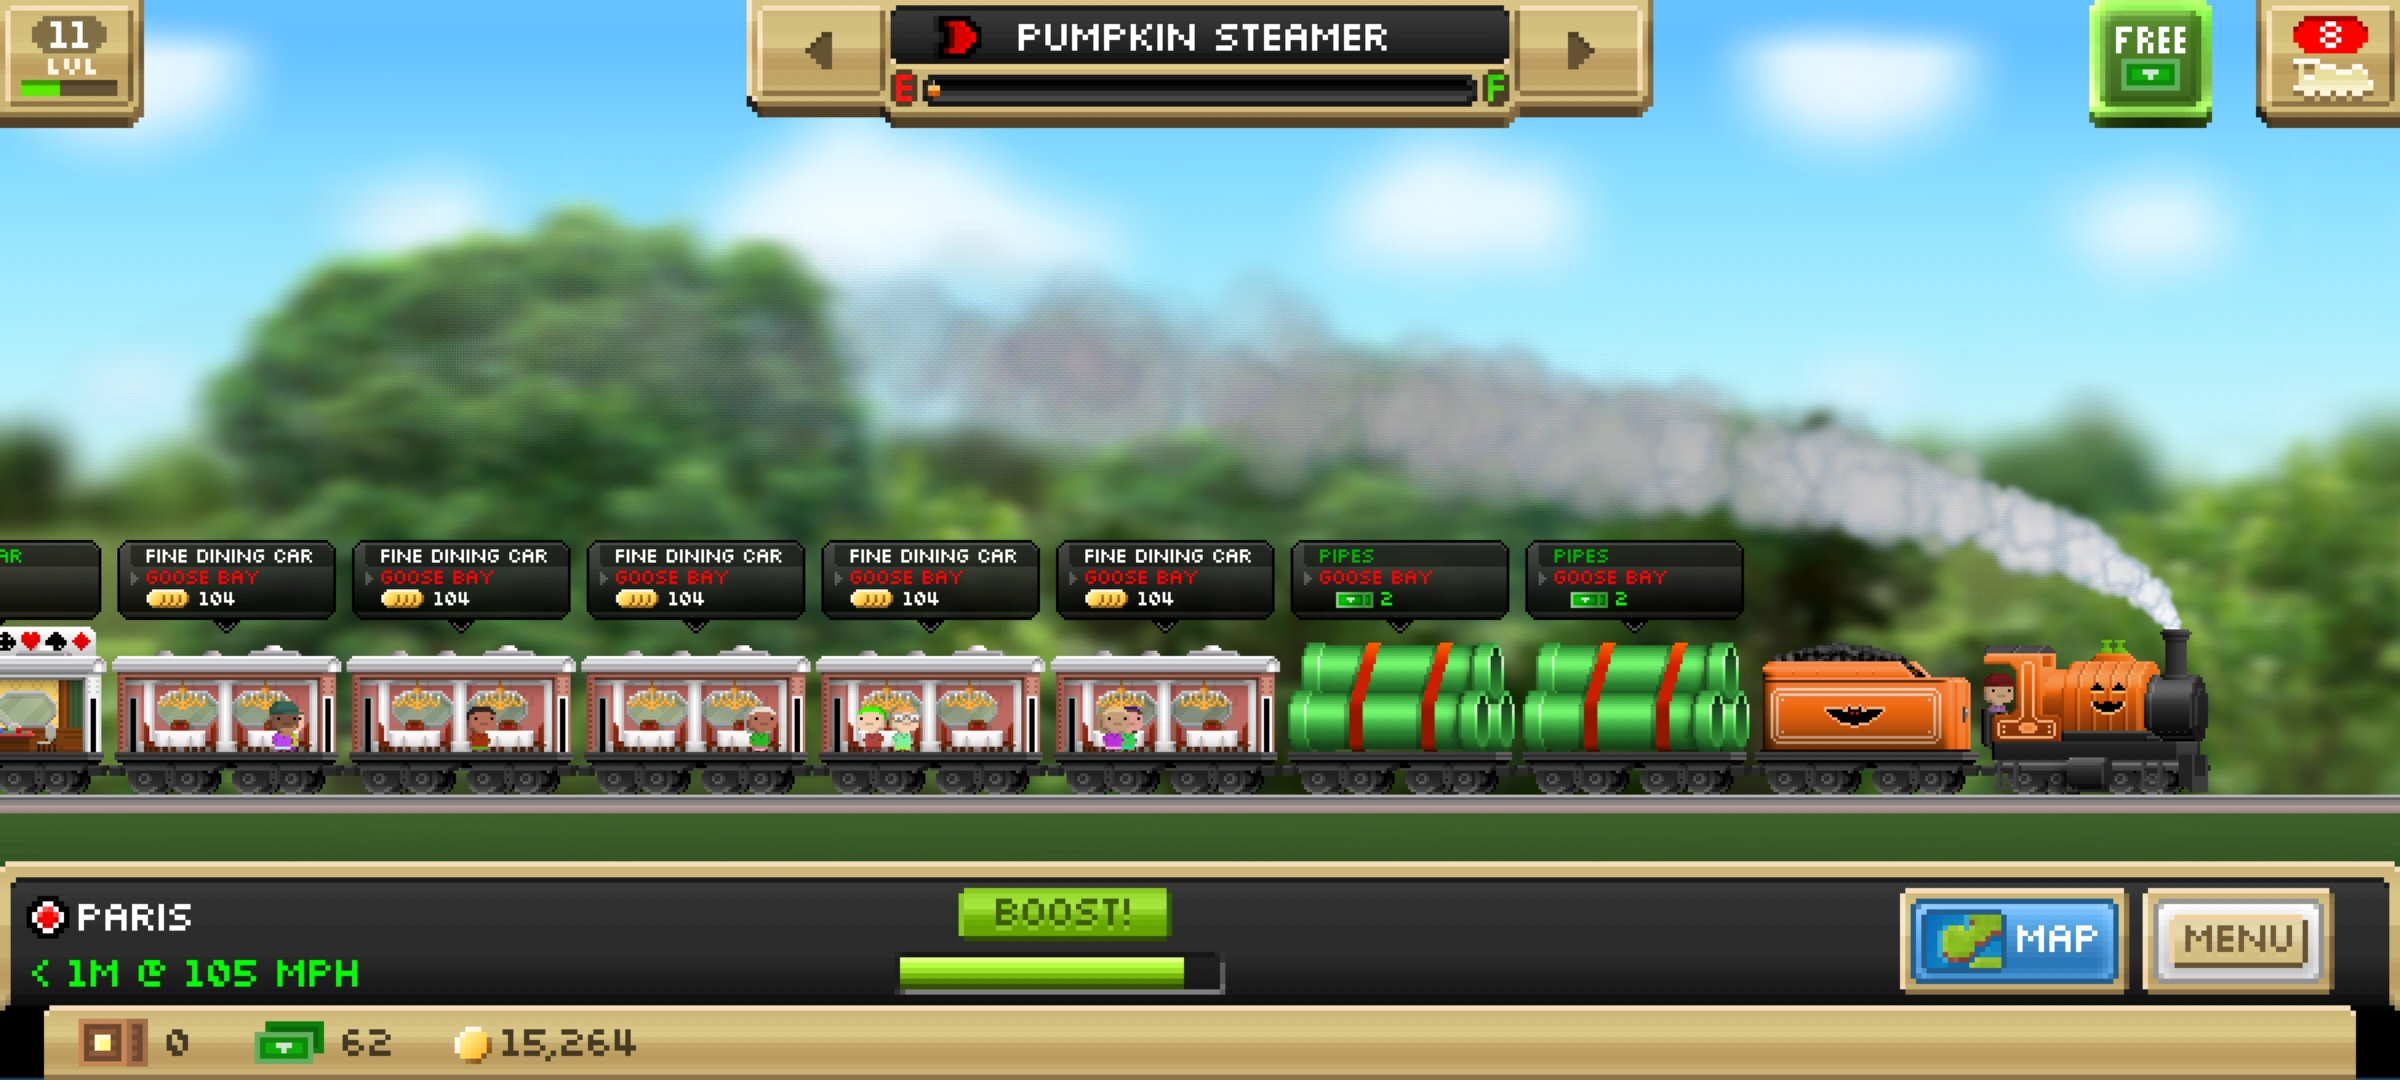 11
LVL
PUMPKIN STEAMER
E F
FREE
8
AR
FINE DINING CAR
GOOSE BAY
104
FINE DINING CAR
GOOSE BAY
104
FINE DINING CAR
GOOSE BAY
104
FINE DINING CAR
GOOSE BAY
104
FINE DINING CAR
GOOSE BAY
104
PIPES
GOOSE BAY
2
PIPES
GOOSE BAY
2
PARIS
< 1M @ 105 MPH
BOOST!
MAP
MENU
0
62
15,264